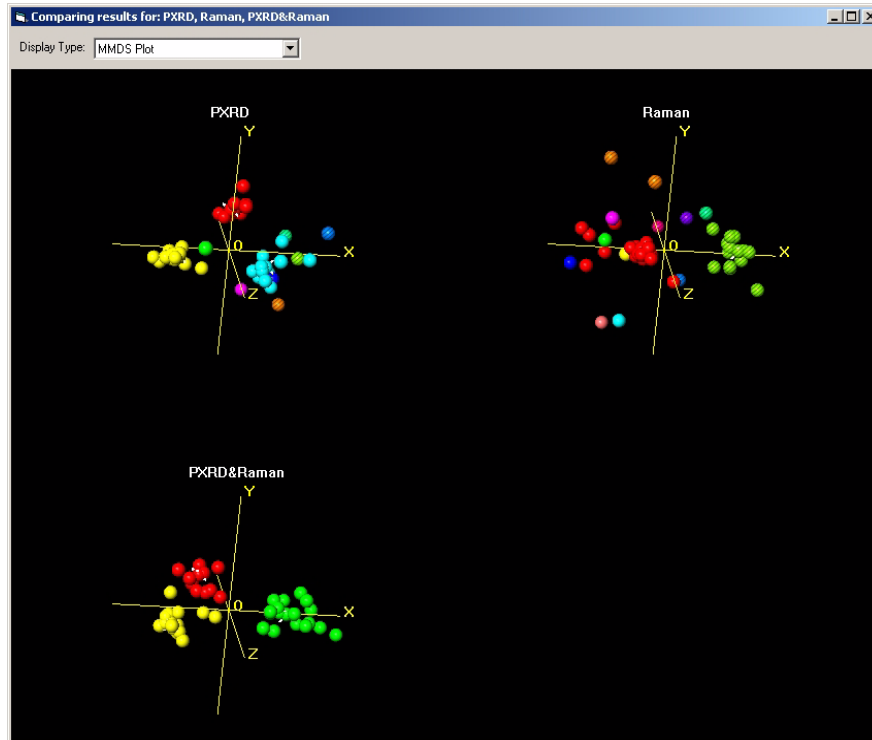 Comparing results for: PXRD, Raman, PXRD&Raman
Display Type: MMDS Plot
PXRD
Y
0
X
Z
Raman
Y
0
X
Z
PXRD&Raman
Y
0
X
Z